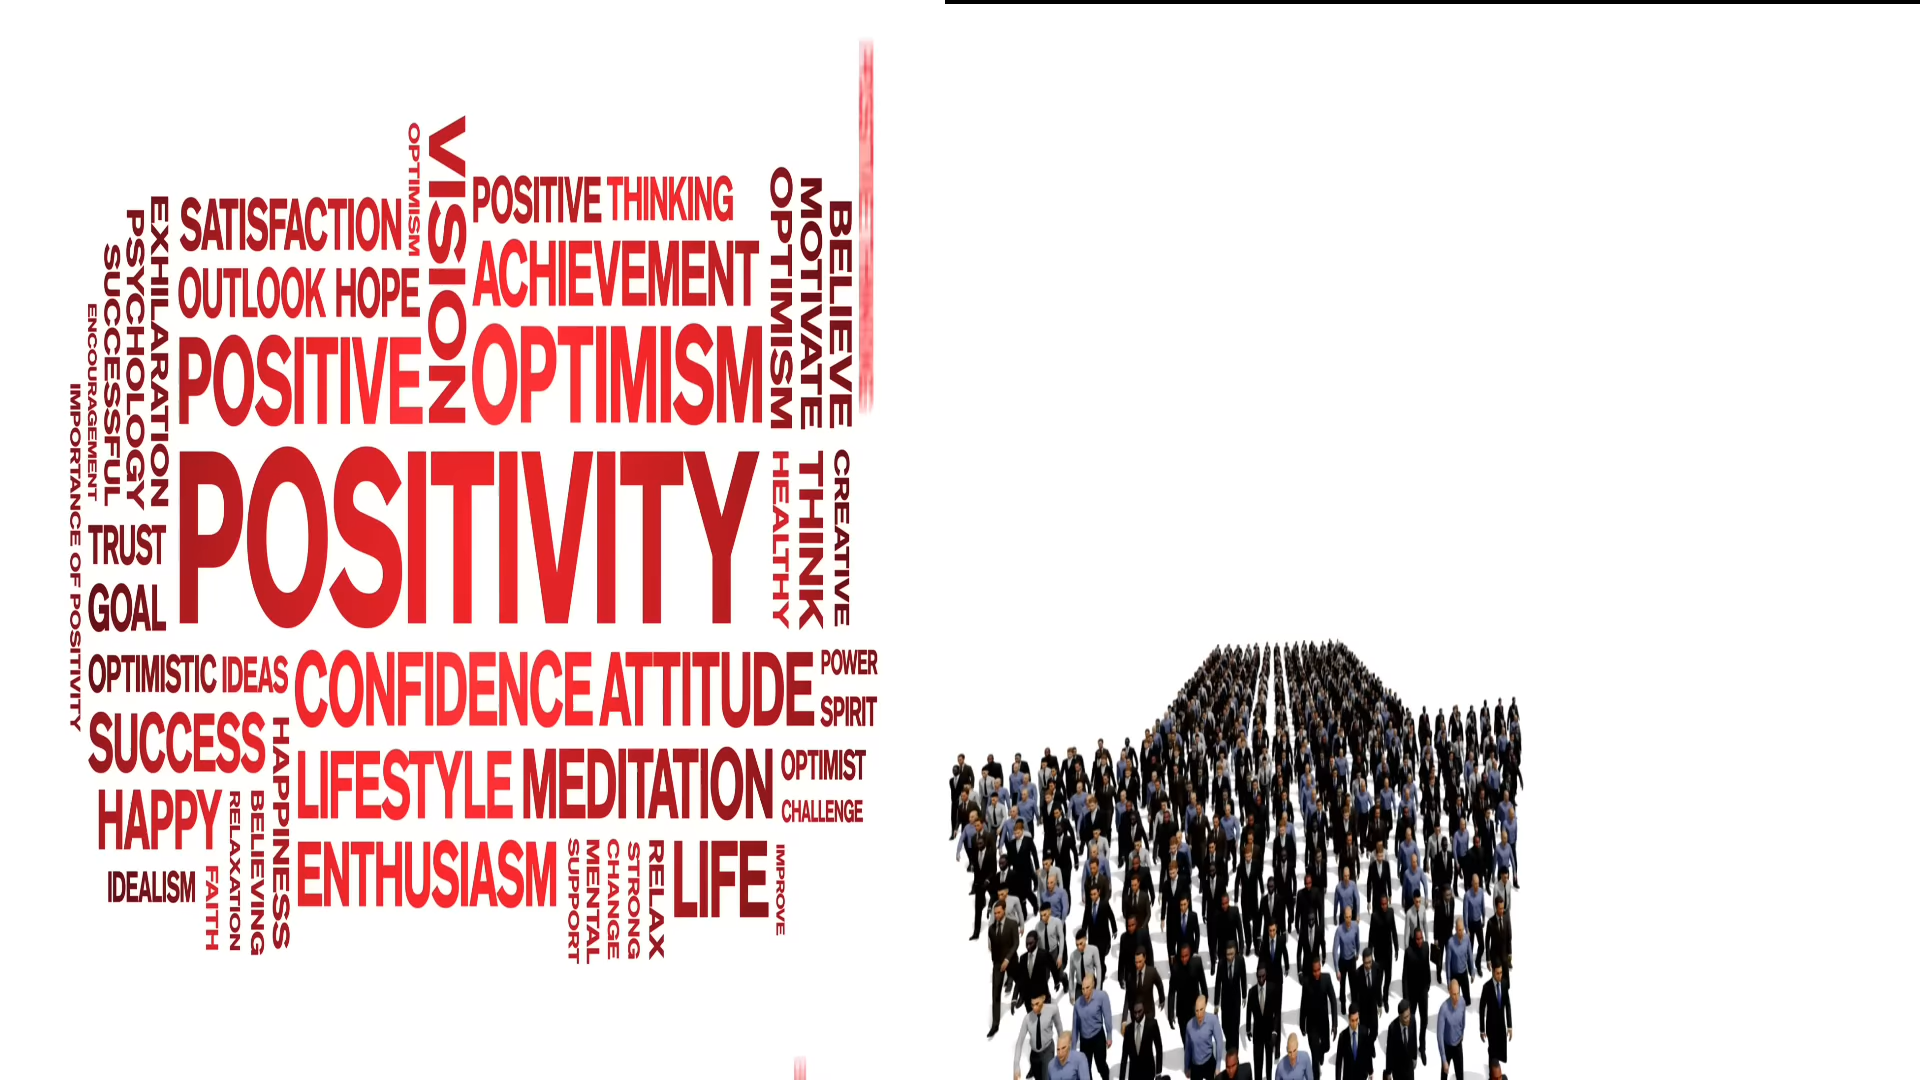 VISION
OPTIMISM
POSITIVE THINKING
SATISFACTION
ACHIEVEMENT
OUTLOOK HOPE
POSITIVE
OPTIMISM
OPTIMISM
MOTIVATE
BELIEVE
EXHILARATION
PSYCHOLOGY
SUCCESSFUL
ENCOURAGEMENT
IMPORTANCE OF POSITIVITY
POSITIVITY
HEALTHY
THINK
CREATIVE
TRUST
GOAL
OPTIMISTIC IDEAS
CONFIDENCE ATTITUDE
POWER
SPIRIT
SUCCESS
HAPPINESS
LIFESTYLE MEDITATION
OPTIMIST
CHALLENGE
HAPPY
RELAXATION
BELIEVING
ENTHUSIASM
SUPPORT
MENTAL
CHANGE
STRONG
RELAX
LIFE
IMPROVE
IDEALISM
FAITH